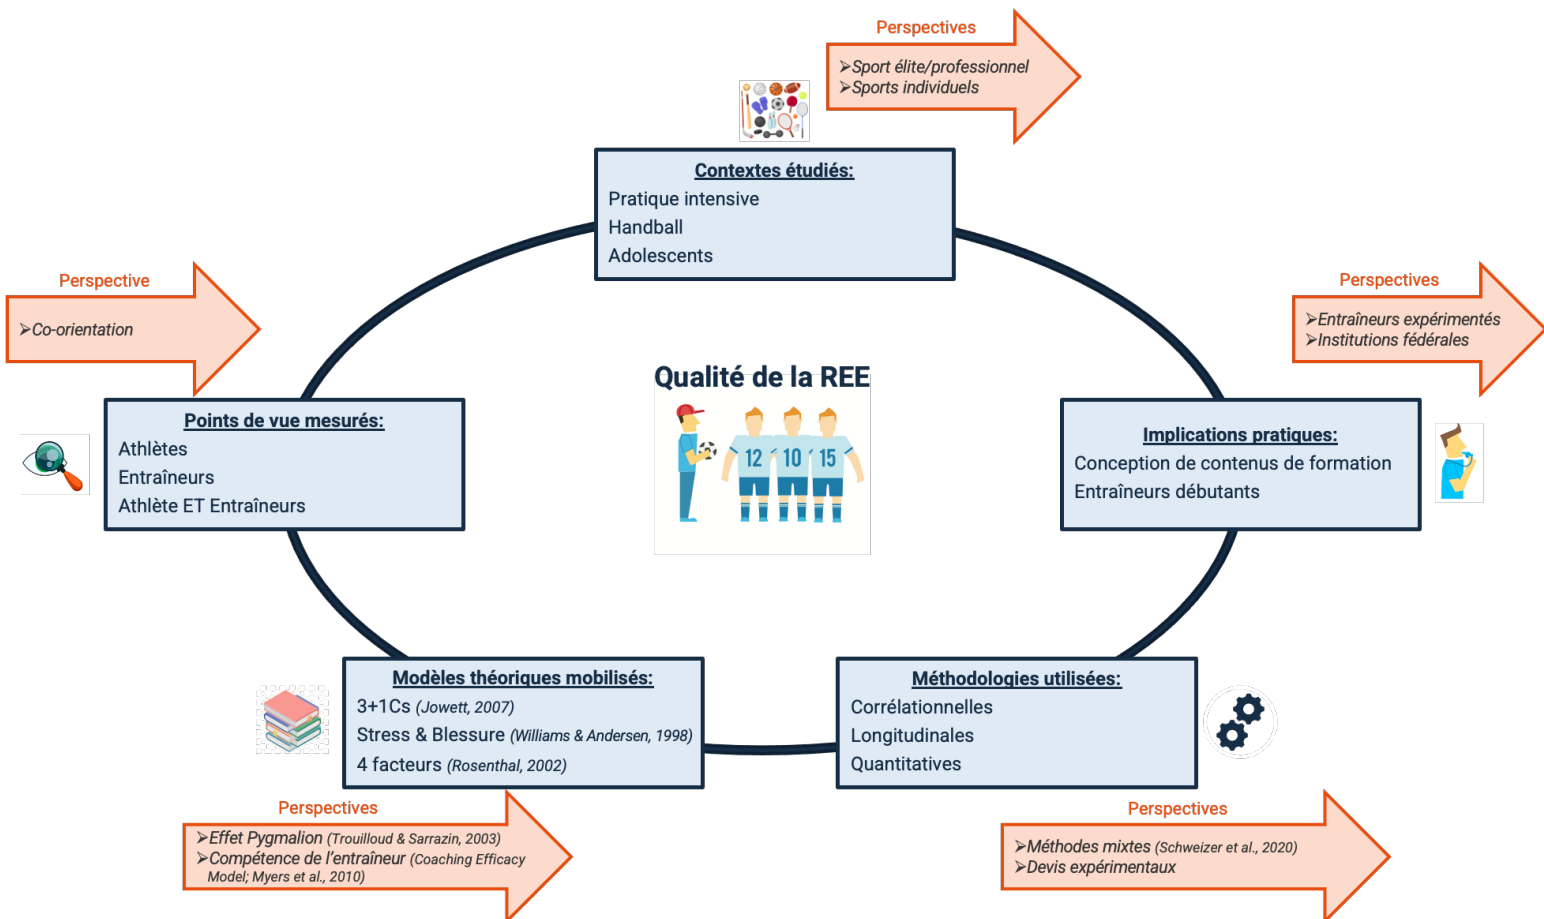 Perspectives
➢Sport élite/professionnel
➢Sports individuels
Contextes étudiés:
Pratique intensive
Handball
Adolescents
Perspective
➢Co-orientation
Perspectives
➢Entraîneurs expérimentés
➢Institutions fédérales
Qualité de la REE
12 10 15
Points de vue mesurés:
Athlètes
Entraîneurs
Athlète ET Entraîneurs
Implications pratiques:
Conception de contenus de formation
Entraîneurs débutants
Modèles théoriques mobilisés:
3+1Cs (Jowett, 2007)
Stress & Blessure (Williams & Andersen, 1998)
4 facteurs (Rosenthal, 2002)
Méthodologies utilisées:
Corrélationnelles
Longitudinales
Quantitatives
Perspectives
➢Effet Pygmalion (Trouilloud & Sarrazin, 2003)
➢Compétence de l'entraîneur (Coaching Efficacy
Model; Myers et al., 2010)
Perspectives
➢Méthodes mixtes (Schweizer et al., 2020)
➢Devis expérimentaux